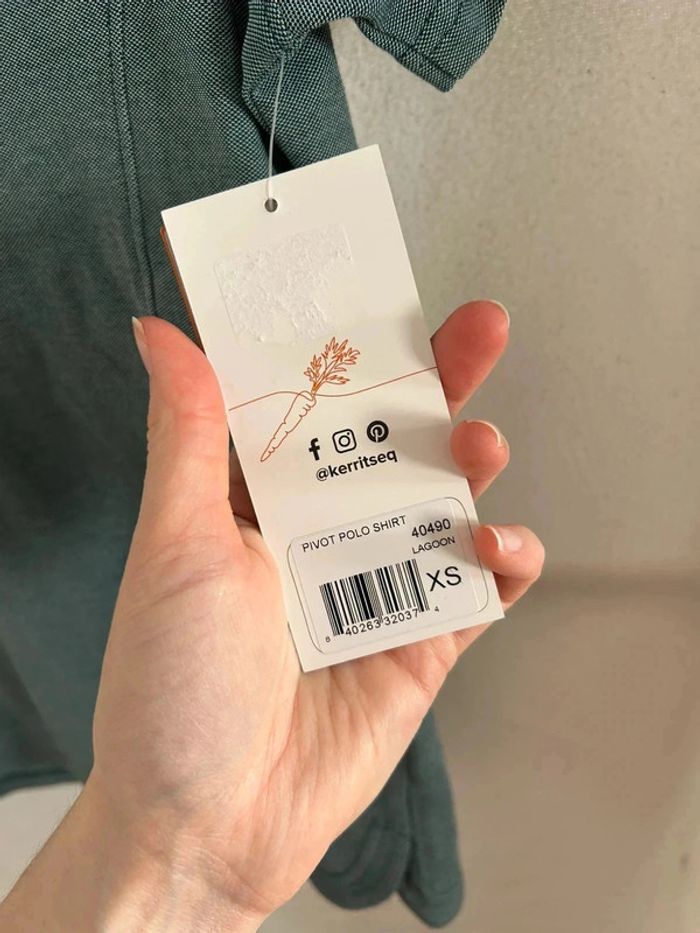 @kerritseq
PIVOT POLO SHIRT 40490
LAGOON
XS
8 40263 32037 4